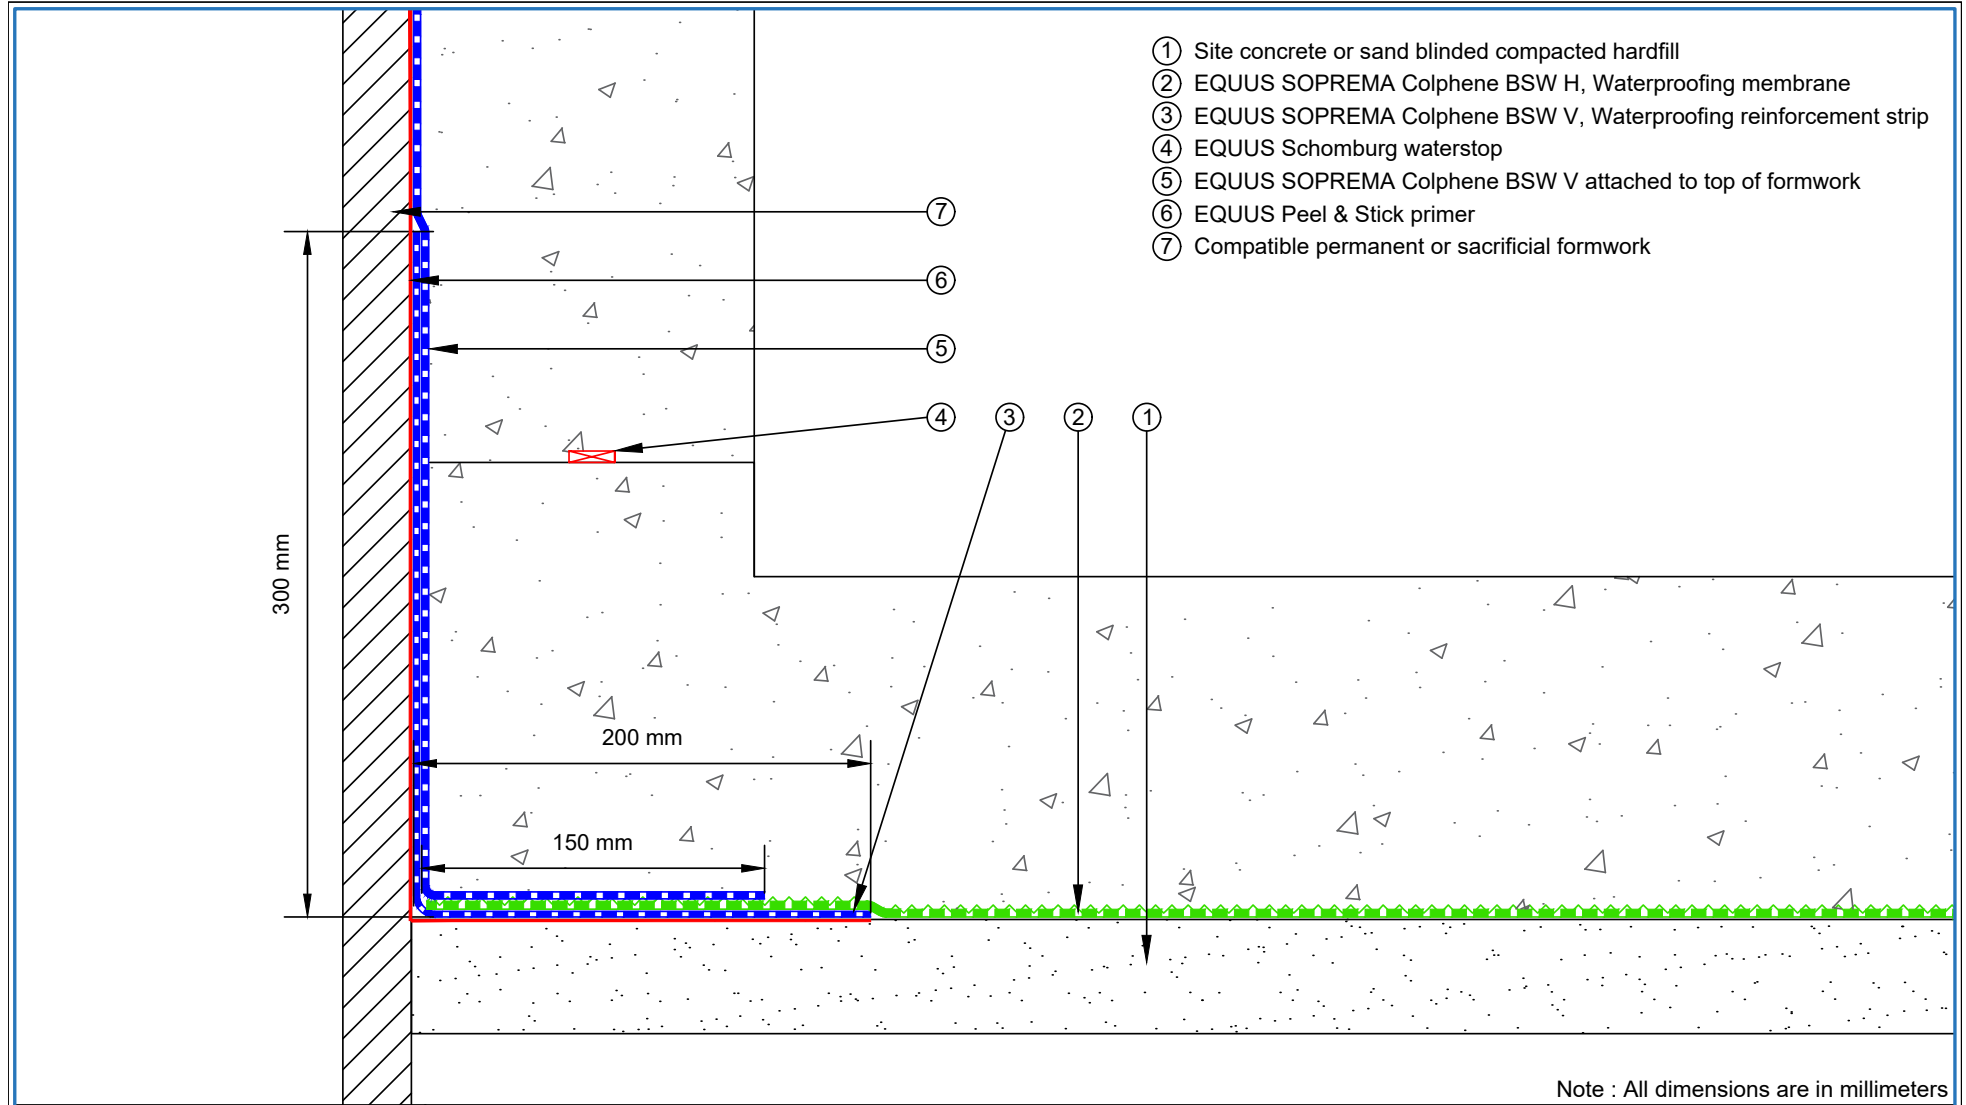 ① Site concrete or sand blinded compacted hardfill
② EQUUS SOPREMA Colphene BSW H, Waterproofing membrane
③ EQUUS SOPREMA Colphene BSW V, Waterproofing reinforcement strip
④ EQUUS Schomburg waterstop
⑤ EQUUS SOPREMA Colphene BSW V attached to top of formwork
⑥ EQUUS Peel & Stick primer
⑦ Compatible permanent or sacrificial formwork
⑦
⑥
⑤
④ ③ ② ①
300 mm
200 mm
150 mm
Note : All dimensions are in millimeters